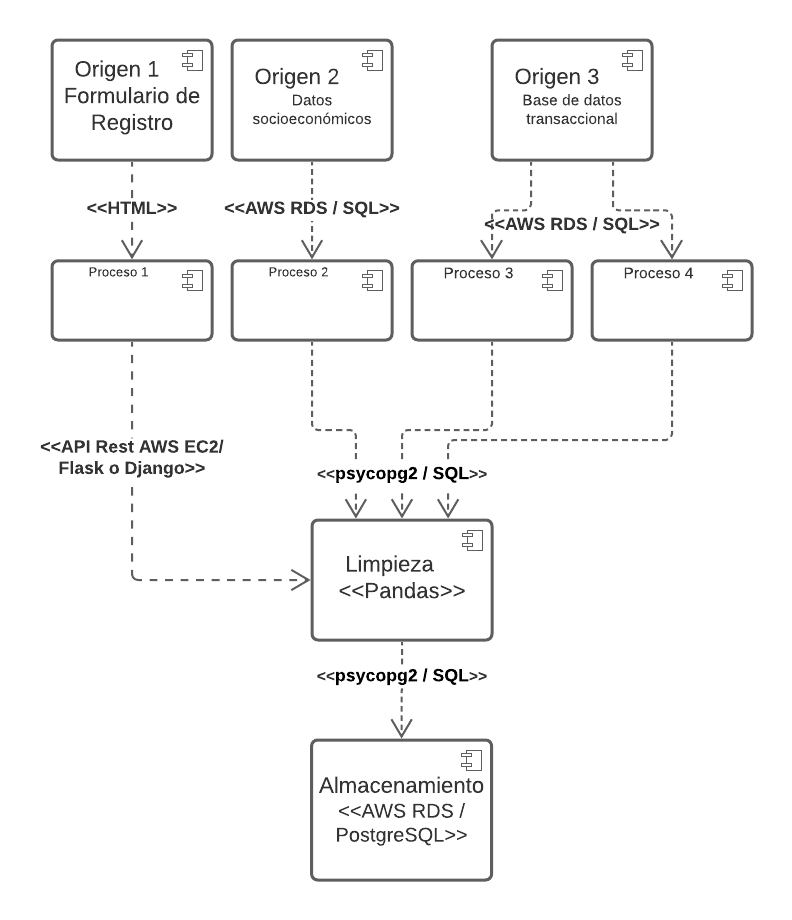 Origen 1
Formulario de
Registro
Origen 2
Datos
socioeconómicos
Origen 3
Base de datos
transaccional
<<HTML>>
<<AWS RDS / SQL>>
<<AWS RDS / SQL>>
Proceso 1
Proceso 2
Proceso 3
Proceso 4
<<API Rest AWS EC2/
Flask o Django>>
<<psycopg2 / SQL>>
Limpieza
<<Pandas>>
<<psycopg2 / SQL>>
Almacenamiento
<<AWS RDS /
PostgreSQL>>